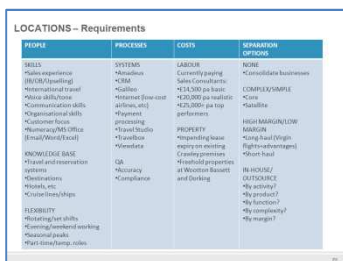 LOCATIONS – Requirements
PEOPLE
PROCESSES
COSTS
SEPARATION
OPTIONS
SKILLS
•Sales experience
(IB/OB/Upselling)
•International travel
•Voice skills/tone
•Communication skills
•Organisational skills
•Customer focus
•Numeracy/MS Office
(Email/Word/Excel)
KNOWLEDGE BASE
•Travel and reservation
systems
•Destinations
•Hotels, etc
•Cruise lines/ships
FLEXIBILITY
•Rotating/set shifts
•Evening/weekend working
•Seasonal peaks
•Part-time/temp. roles
SYSTEMS
•Amadeus
•CRM
•Galileo
•Internet (low-cost
airlines, etc)
•Payment
processing
•Travel Studio
•Travelbox
•Viewdata
QA
•Accuracy
•Compliance
LABOUR
Currently paying
Sales Consultants:
•£14,500 pa basic
•£20,000 pa realistic
•£25,000+ pa top
performers
PROPERTY
•Impending lease
expiry on existing
Crawley premises
•Freehold properties
at Wootton Bassett
and Dorking
NONE
•Consolidate businesses
COMPLEX/SIMPLE
•Core
•Satellite
HIGH MARGIN/LOW
MARGIN
•Long-haul (Virgin
flights=advantages)
•Short-haul
IN-HOUSE/
OUTSOURCE
•By activity?
•By product?
•By function?
•By complexity?
•By margin?